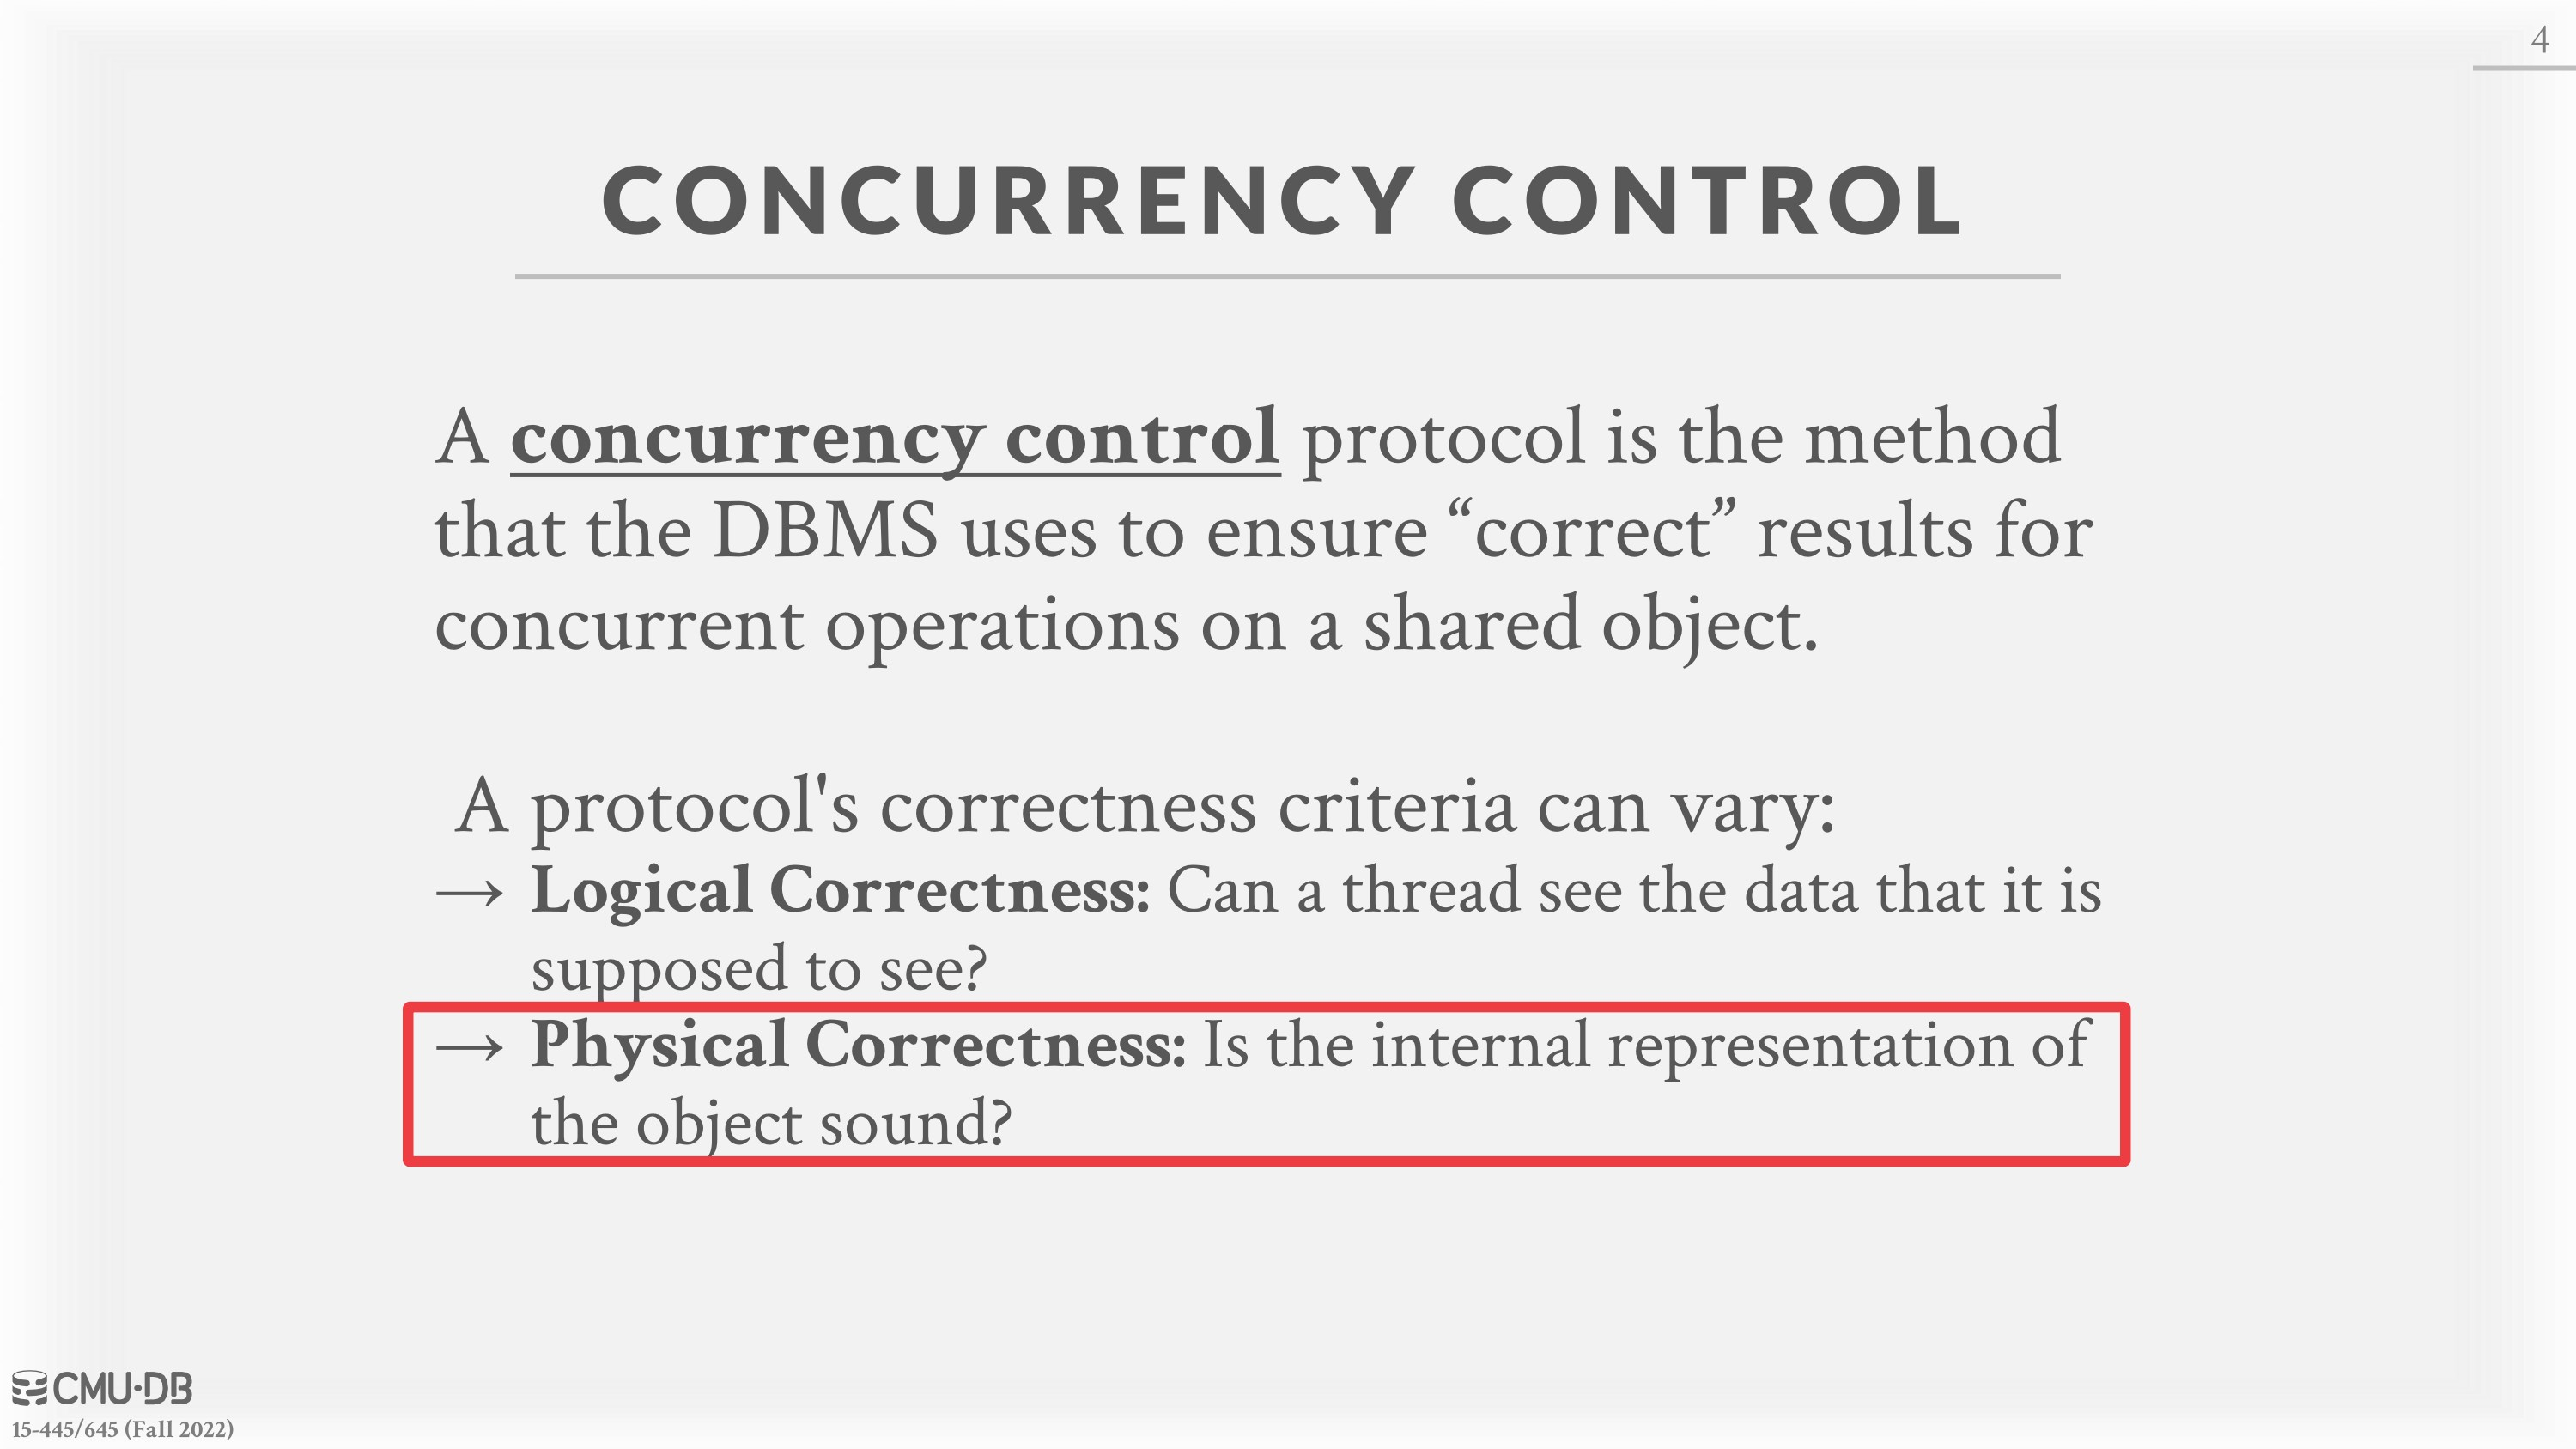 4
CONCURRENCY CONTROL
A concurrency control protocol is the method
that the DBMS uses to ensure “correct” results for
concurrent operations on a shared object.
A protocol's correctness criteria can vary:
→ Logical Correctness: Can a thread see the data that it is
supposed to see?
→ Physical Correctness: Is the internal representation of
the object sound?
CMU·DB
15-445/645 (Fall 2022)